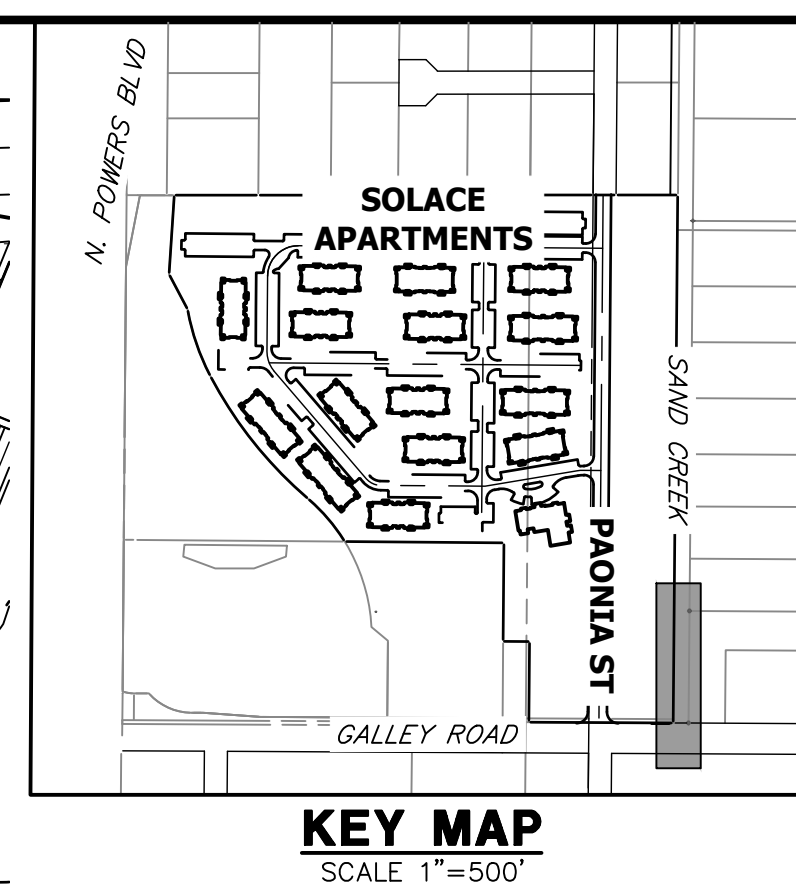 N. POWERS BLVD
SOLACE
APARTMENTS
SAND CREEK
PAONIA ST
GALLEY ROAD
KEY MAP
SCALE 1"=500'